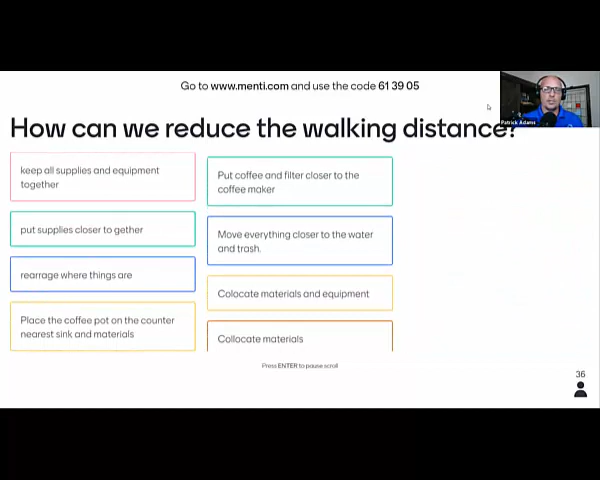 Go to www.menti.com and use the code 61 39 05
How can we reduce the walking distance?
Patrick Adams
keep all supplies and equipment
together
put supplies closer to gether
rearrage where things are
Place the coffee pot on the counter
nearest sink and materials
Put coffee and filter closer to the
coffee maker
Move everything closer to the water
and trash.
Colocate materials and equipment
Collocate materials
Press ENTER to pause scroll
36